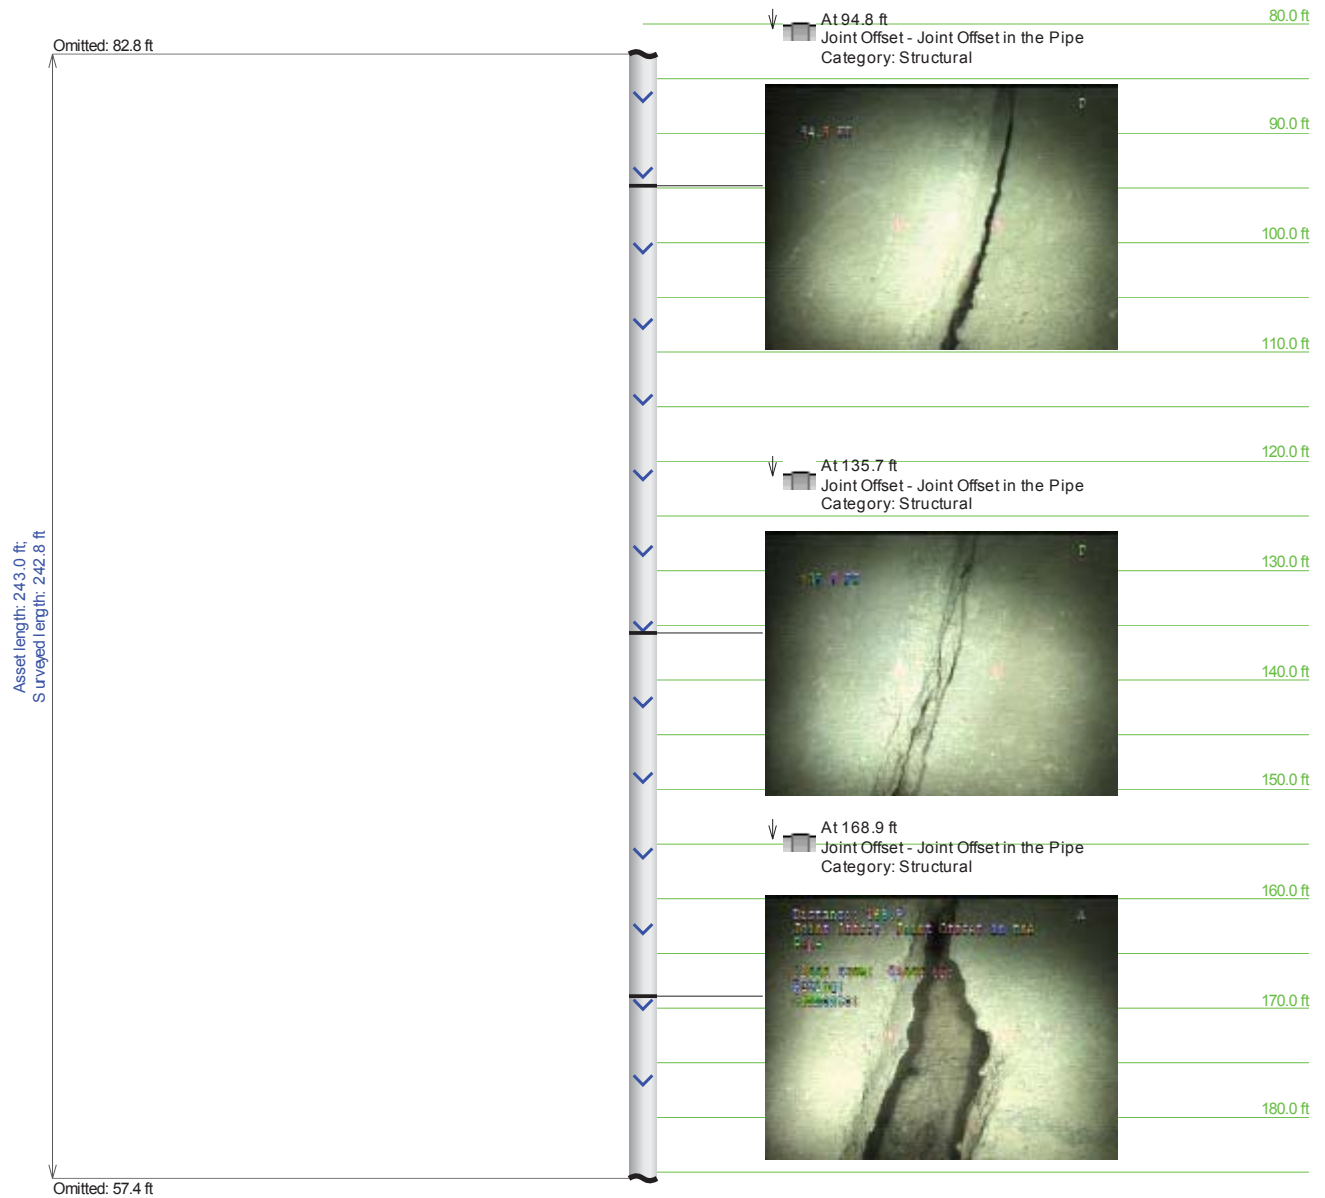 80.0 ft
At 94.8 ft
Joint Offset - Joint Offset in the Pipe
Category: Structural
Omitted: 82.8 ft
90.0 ft
100.0 ft
110.0 ft
120.0 ft
At 135.7 ft
Joint Offset - Joint Offset in the Pipe
Category: Structural
130.0 ft
Asset length: 243.0 ft;
Surveyed length: 242.8 ft
140.0 ft
150.0 ft
At 168.9 ft
Joint Offset - Joint Offset in the Pipe
Category: Structural
160.0 ft
170.0 ft
180.0 ft
Omitted: 57.4 ft